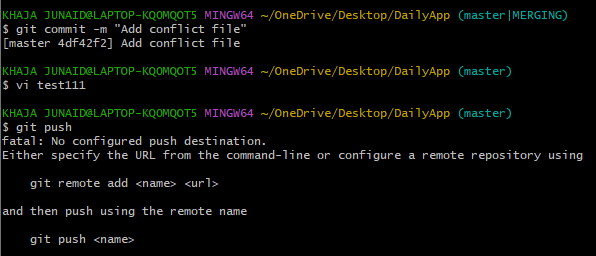 KHAJA JUNAID@LAPTOP-KQOMQOT5 MINGW64 ~/OneDrive/Desktop/DailyApp (master|MERGING)
$ git commit -m "Add conflict file"
[master 4df42f2] Add conflict file
KHAJA JUNAID@LAPTOP-KQOMQOT5 MINGW64 ~/OneDrive/Desktop/DailyApp (master)
$ vi test111
KHAJA JUNAID@LAPTOP-KQOMQOT5 MINGW64 ~/OneDrive/Desktop/DailyApp (master)
$ git push
fatal: No configured push destination.
Either specify the URL from the command-line or configure a remote repository using
git remote add <name> <url>
and then push using the remote name
git push <name>